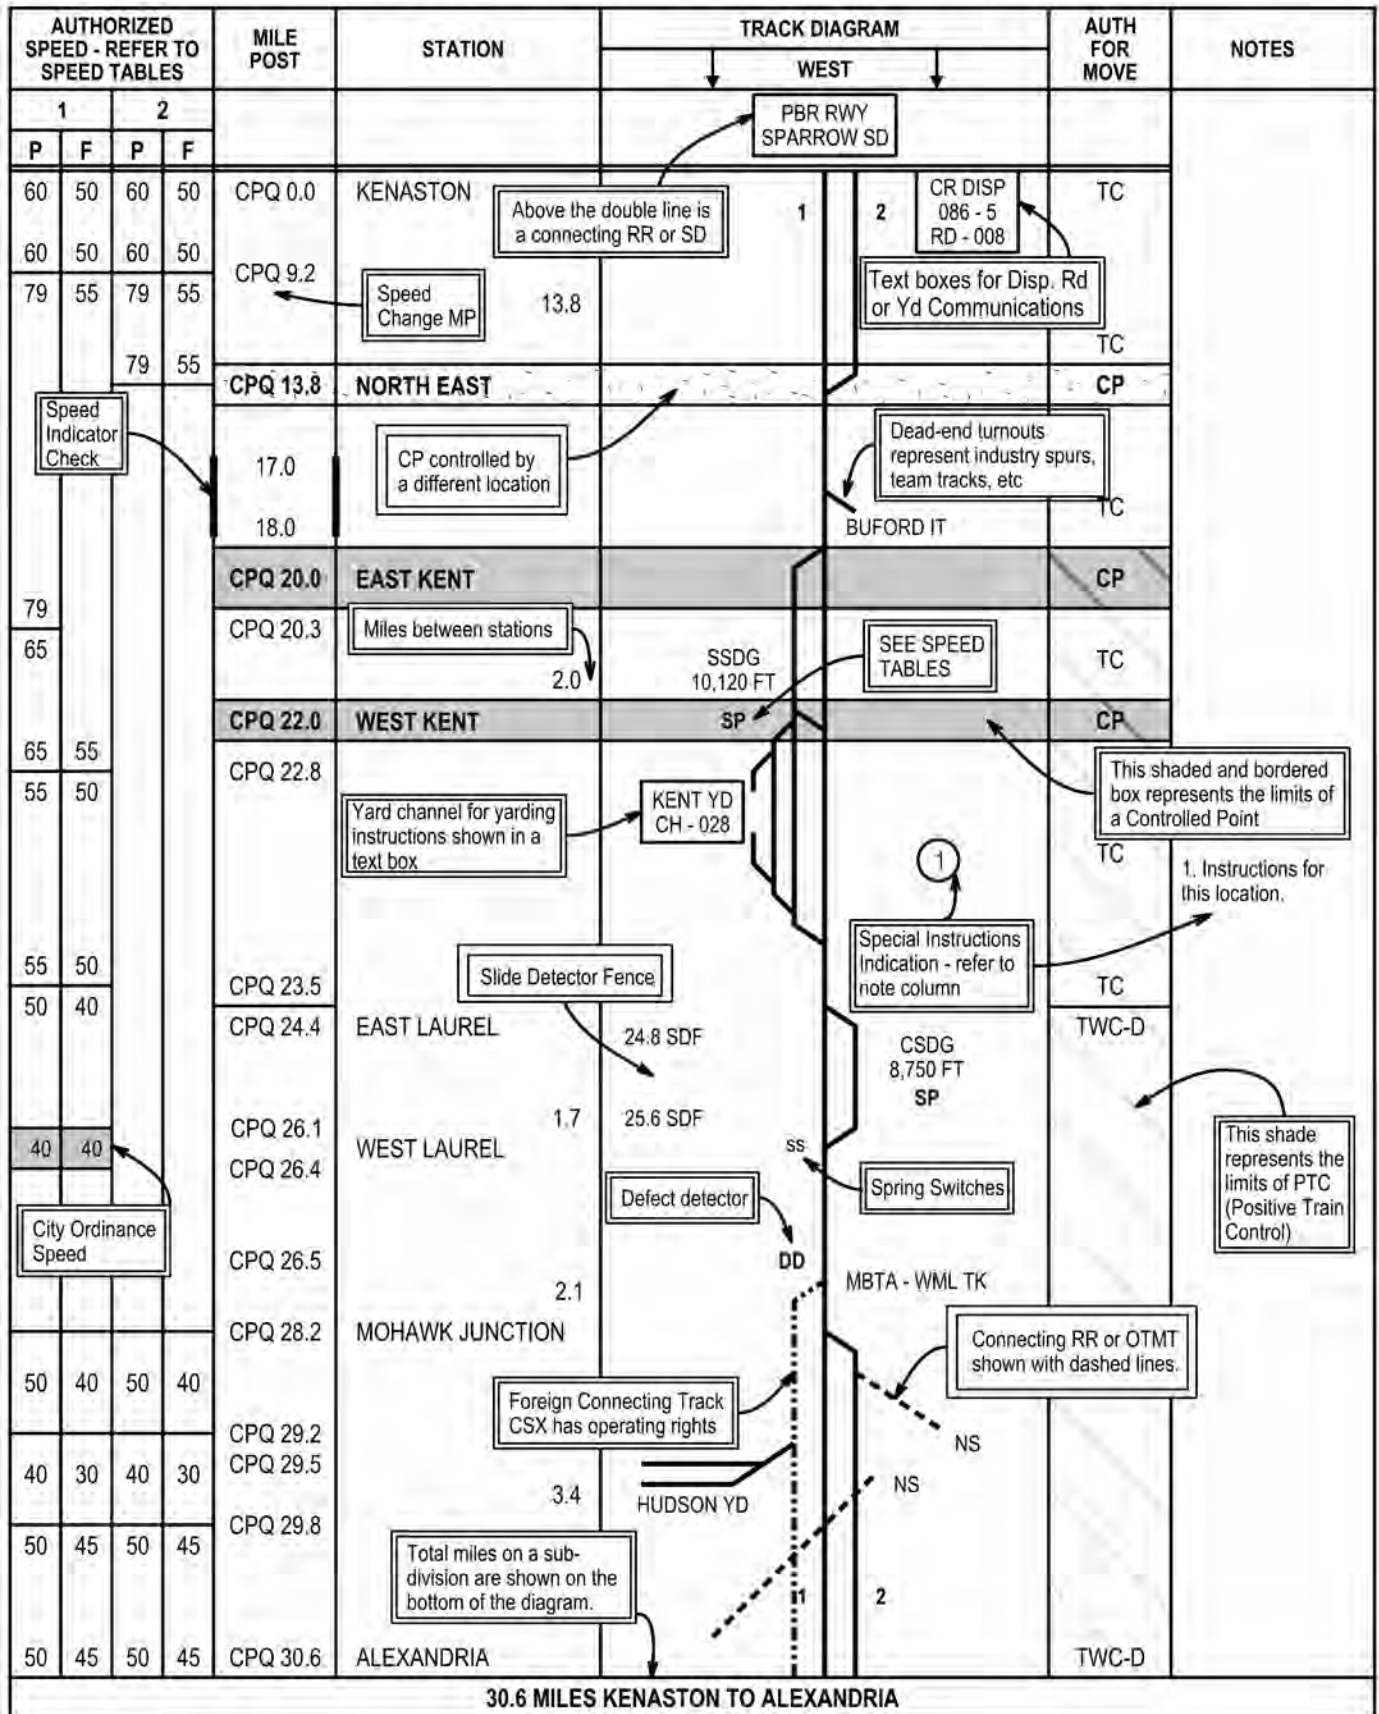 AUTHORIZED
SPEED - REFER TO
SPEED TABLES
MILE
POST
STATION
TRACK DIAGRAM
WEST
AUTH
FOR
MOVE
NOTES
1 2
P F P F
PBR RWY
SPARROW SD
60 50 60 50 CPQ 0.0 KENASTON
Above the double line is
a connecting RR or SD
1 2
CR DISP
086 - 5
RD - 008
TC
60 50 60 50
CPQ 9.2
79 55 79 55
Speed
Change MP
13.8
Text boxes for Disp. Rd
or Yd Communications
TC
79 55
CPQ 13.8 NORTH EAST CP
Speed
Indicator
Check
17.0
CP controlled by
a different location
Dead-end turnouts
represent industry spurs,
team tracks, etc
TC
18.0
BUFORD IT
CPQ 20.0 EAST KENT CP
79
CPQ 20.3
Miles between stations
SEE SPEED
TABLES
65
SSDG
10,120 FT
2.0
TC
CPQ 22.0 WEST KENT SP CP
65 55
CPQ 22.8
55 50
Yard channel for yarding
instructions shown in a
text box
KENT YD
CH - 028
This shaded and bordered
box represents the limits of
a Controlled Point
TC
1
1. Instructions for
this location.
Slide Detector Fence
Special Instructions
Indication - refer to
note column
55 50
CPQ 23.5 TC
50 40
CPQ 24.4 EAST LAUREL 24.8 SDF TWC-D
CSDG
8,750 FT
SP
1.7 25.6 SDF
CPQ 26.1
40 40
WEST LAUREL
ss
CPQ 26.4
This shade
represents the
limits of PTC
(Positive Train
Control)
Defect detector
Spring Switches
City Ordinance
Speed
CPQ 26.5 DD
MBTA - WML TK
2.1
CPQ 28.2 MOHAWK JUNCTION
Connecting RR or OTMT
shown with dashed lines.
50 40 50 40
Foreign Connecting Track
CSX has operating rights
CPQ 29.2
NS
CPQ 29.5
40 30 40 30
NS
3.4 HUDSON YD
CPQ 29.8
50 45 50 45
Total miles on a sub-
division are shown on the
bottom of the diagram.
1 2
50 45 50 45 CPQ 30.6 ALEXANDRIA TWC-D
30.6 MILES KENASTON TO ALEXANDRIA